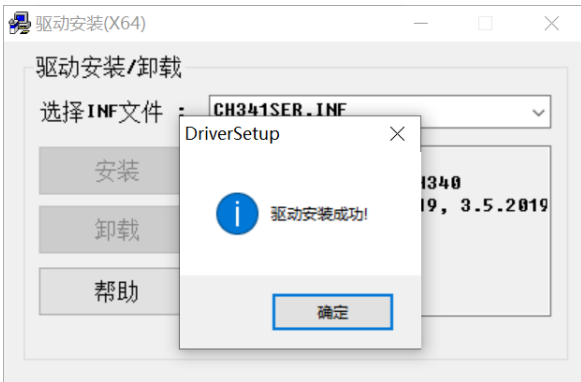 驱动安装(X64)
驱动安装/卸载
选择INF文件 :
CH341SER.INF
DriverSetup
安装
H340
19, 3.5.2019
驱动安装成功!
卸载
帮助
确定